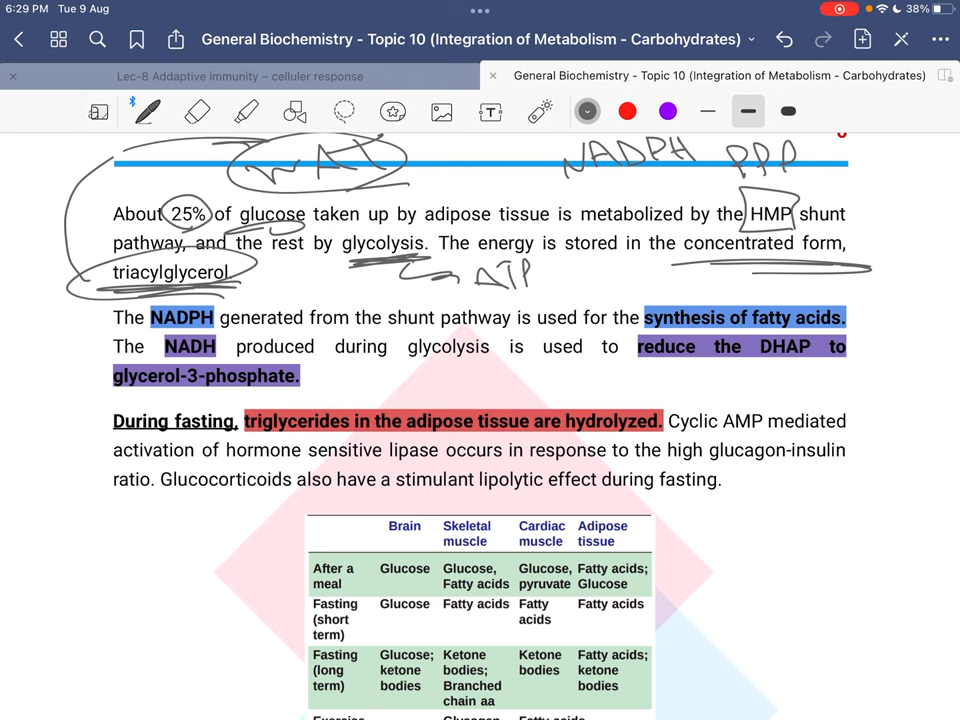 6:29 PM Tue 9 Aug
38%
General Biochemistry - Topic 10 (Integration of Metabolism - Carbohydrates)
Lec-8 Addaptive immunity – celluler response
General Biochemistry - Topic 10 (Integration of Metabolism - Carbohydrates)
NADPH PPP
About 25% of glucose taken up by adipose tissue is metabolized by the HMP shunt
pathway, and the rest by glycolysis. The energy is stored in the concentrated form,
triacylglycerol.
ATP
The NADPH generated from the shunt pathway is used for the synthesis of fatty acids.
The NADH produced during glycolysis is used to reduce the DHAP to
glycerol-3-phosphate.
During fasting, triglycerides in the adipose tissue are hydrolyzed. Cyclic AMP mediated
activation of hormone sensitive lipase occurs in response to the high glucagon-insulin
ratio. Glucocorticoids also have a stimulant lipolytic effect during fasting.
Brain Skeletal Cardiac Adipose
muscle muscle tissue
After a Glucose Glucose, Glucose, Fatty acids;
meal Fatty acids pyruvate Glucose
Fasting Glucose Fatty acids Fatty Fatty acids
(short acids
term)
Fasting Glucose; Ketone Ketone Fatty acids;
(long ketone bodies; bodies ketone
term) bodies Branched bodies
chain aa
Exercise Glycogen Fatty acids